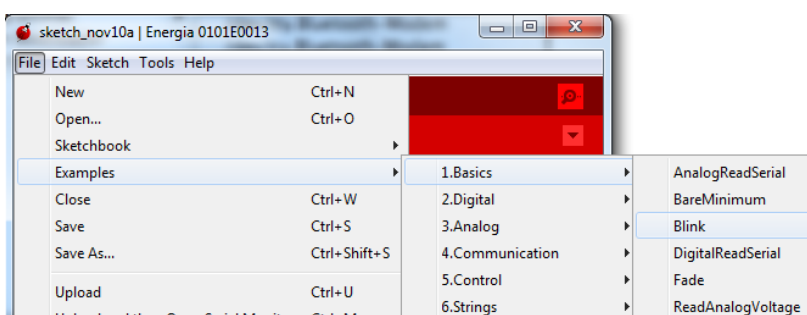 sketch_nov10a | Energia 0101E0013
File Edit Sketch Tools Help
New Ctrl+N
Open... Ctrl+O
Sketchbook
Examples
Close Ctrl+W
Save Ctrl+S
Save As... Ctrl+Shift+S
Upload Ctrl+U
1.Basics
2.Digital
3.Analog
4.Communication
5.Control
6.Strings
AnalogReadSerial
BareMinimum
Blink
DigitalReadSerial
Fade
ReadAnalogVoltage